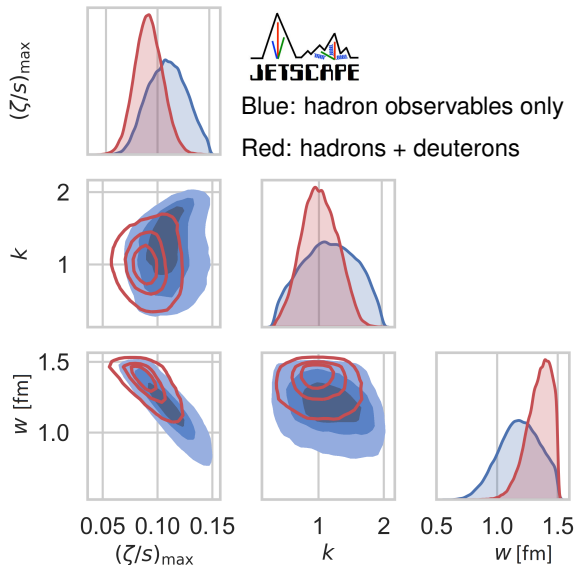 (ζ/s)max
JETSCAPE
Blue: hadron observables only
Red: hadrons + deuterons
2
k
1
1.5
w [fm]
1.0
0.05 0.10 0.15 1 2 0.5 1.0 1.5
(ζ/s)max k w [fm]